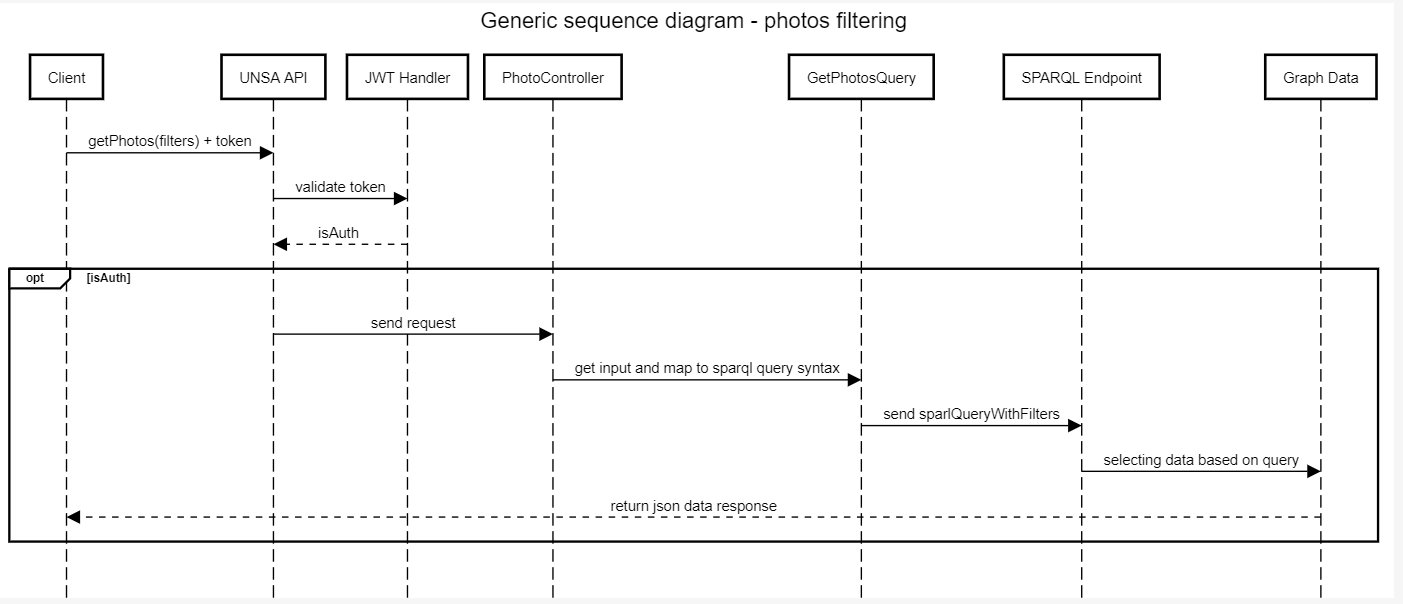 Generic sequence diagram - photos filtering
Client
UNSA API
JWT Handler
PhotoController
GetPhotosQuery
SPARQL Endpoint
Graph Data
getPhotos(filters) + token
validate token
isAuth
opt
[isAuth]
send request
get input and map to sparql query syntax
send sparlQueryWithFilters
selecting data based on query
return json data response